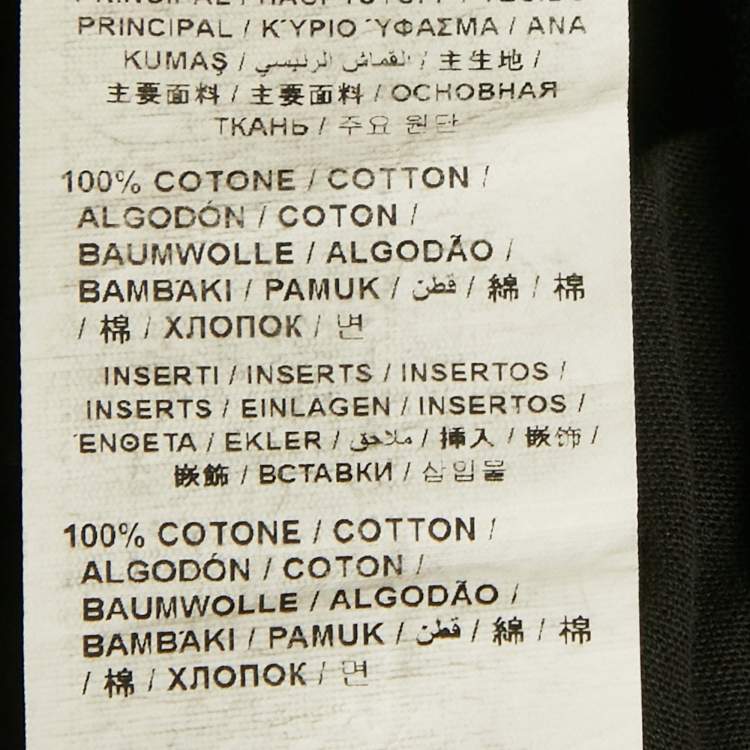 PRINCIPAL / ΚΎΡΙΟ ΎΦΑΣΜΑ / ANA
KUMAŞ / القماش الرئيسي / 主生地 /
主要面料 / 主要面料 / ОСНОВНАЯ
ТКАНЬ / 주요 원단
100% COTONE / COTTON /
ALGODÓN / COTON /
BAUMWOLLE / ALGODÃO /
ΒΑΜΒΆΚΙ / PAMUK / قطن / 綿 / 棉
/ 棉 / ХЛОПОК / 면
INSERTI / INSERTS / INSERTOS /
INSERTS / EINLAGEN / INSERTOS /
ΈΝΘΕΤΑ / EKLER / ملاحق / 挿入 / 嵌饰 /
嵌飾 / ВСТАВКИ / 삽입물
100% COTONE / COTTON /
ALGODÓN / COTON /
BAUMWOLLE / ALGODÃO /
ΒΑΜΒΆΚΙ / PAMUK / قطن / 綿 / 棉
/ 棉 / ХЛОПОК / 면